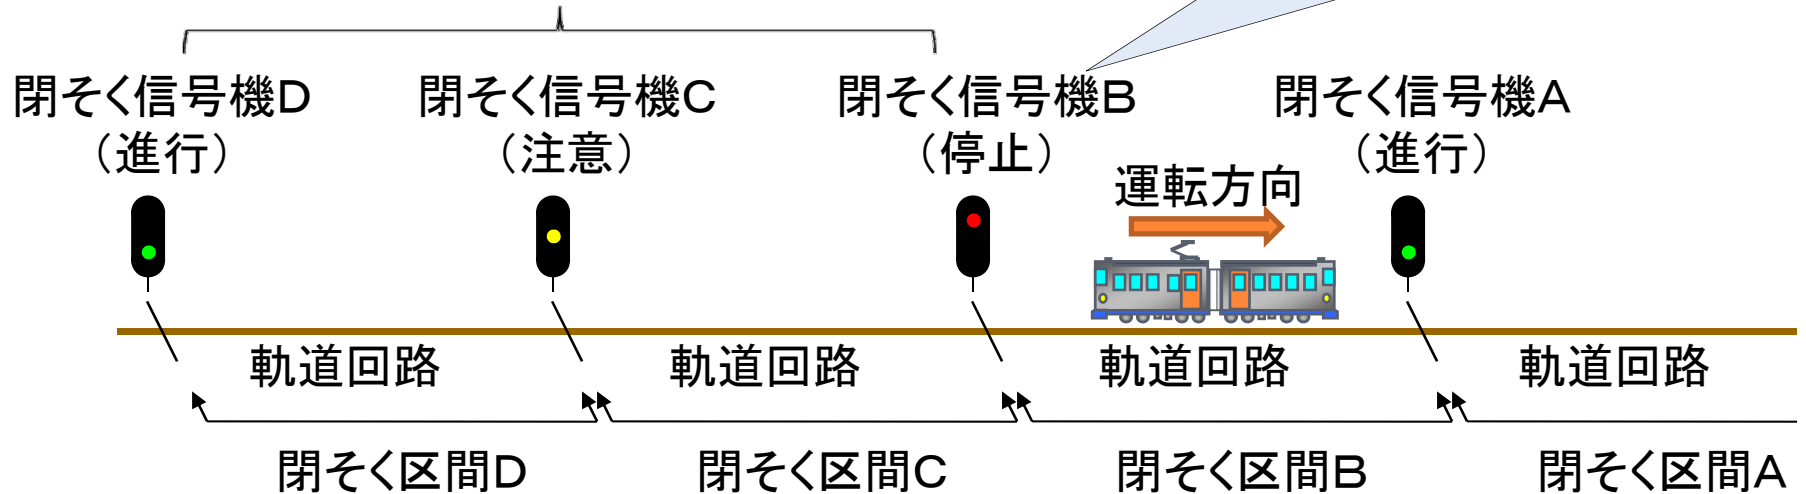 閉そく信号機D
(進行)
閉そく信号機C
(注意)
閉そく信号機B
(停止)
閉そく信号機A
(進行)
運転方向
軌道回路
軌道回路
軌道回路
軌道回路
閉そく区間D
閉そく区間C
閉そく区間B
閉そく区間A